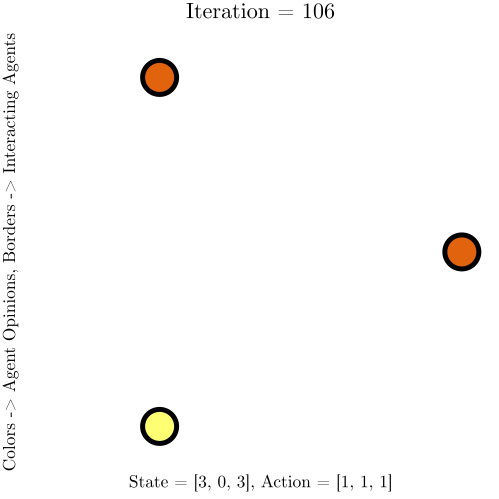 Iteration = 106
Colors -> Agent Opinions, Borders -> Interacting Agents
State = [3, 0, 3], Action = [1, 1, 1]